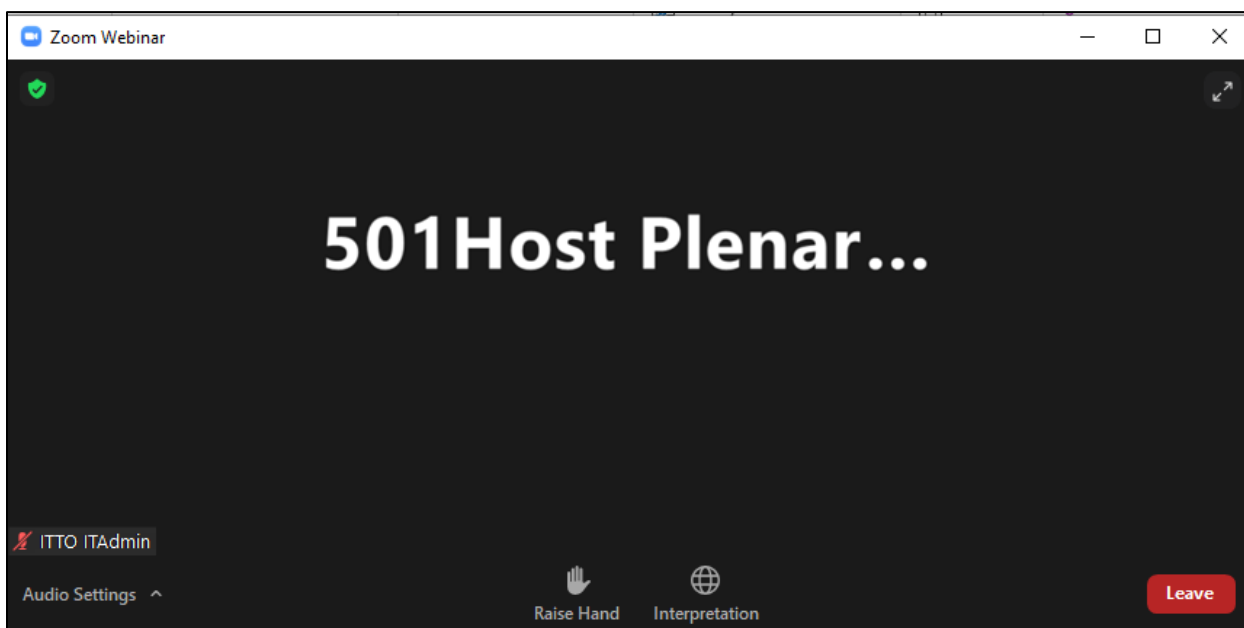 Zoom Webinar
501Host Plenar...
ITTO ITAdmin
Audio Settings
Raise Hand
Interpretation
Leave